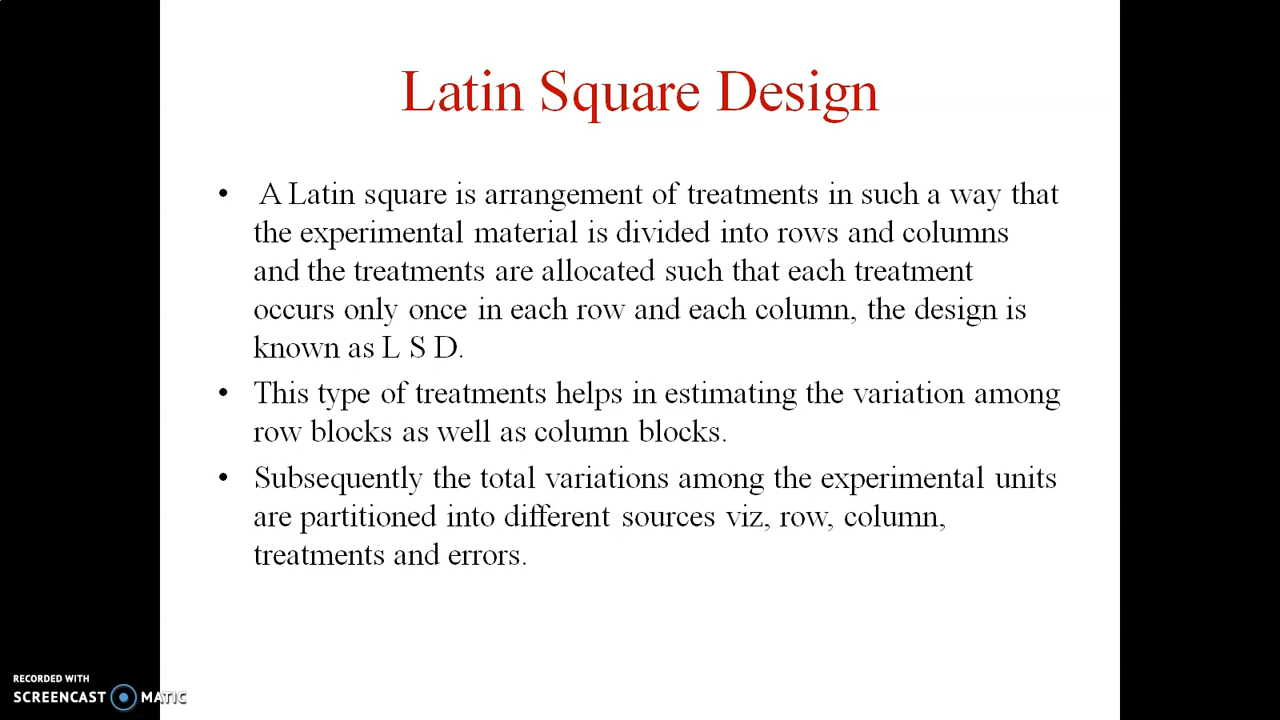 Latin Square Design
• A Latin square is arrangement of treatments in such a way that
the experimental material is divided into rows and columns
and the treatments are allocated such that each treatment
occurs only once in each row and each column, the design is
known as L S D.
• This type of treatments helps in estimating the variation among
row blocks as well as column blocks.
• Subsequently the total variations among the experimental units
are partitioned into different sources viz, row, column,
treatments and errors.
RECORDED WITH
SCREENCAST MATIC